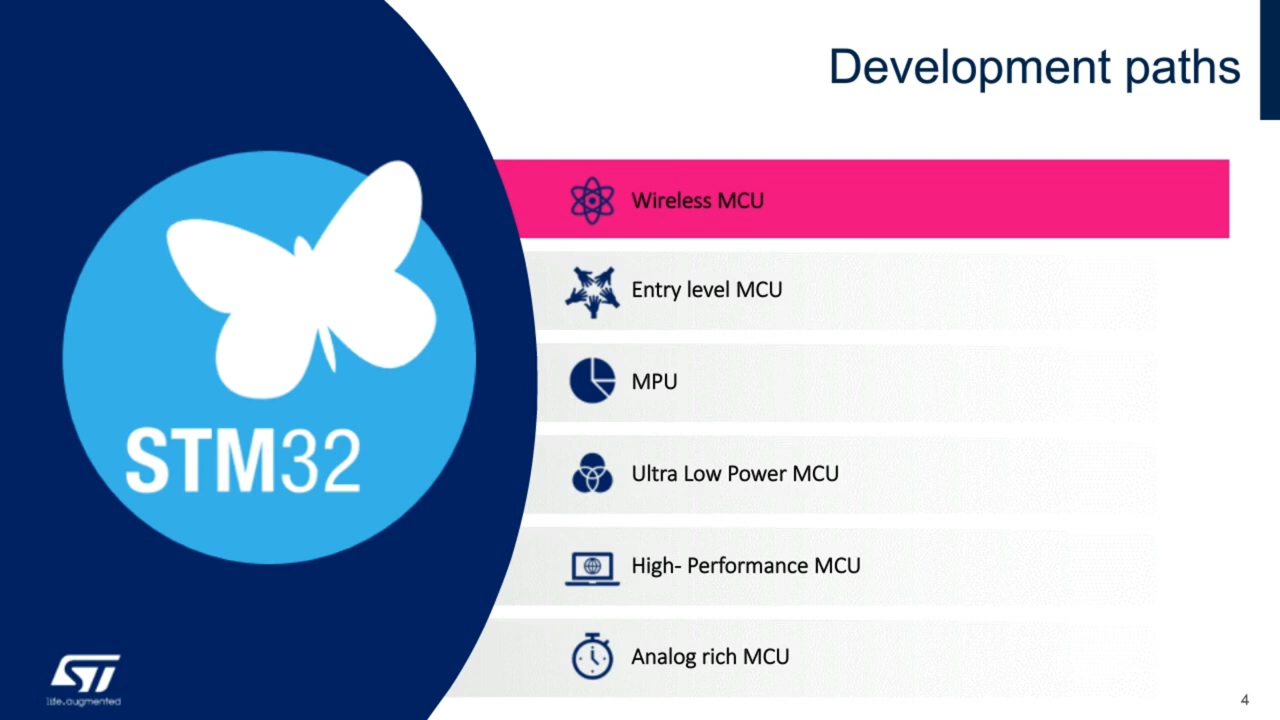 Development paths
Wireless MCU
Entry level MCU
MPU
Ultra Low Power MCU
High- Performance MCU
Analog rich MCU
STM32
ST
life.augmented
4